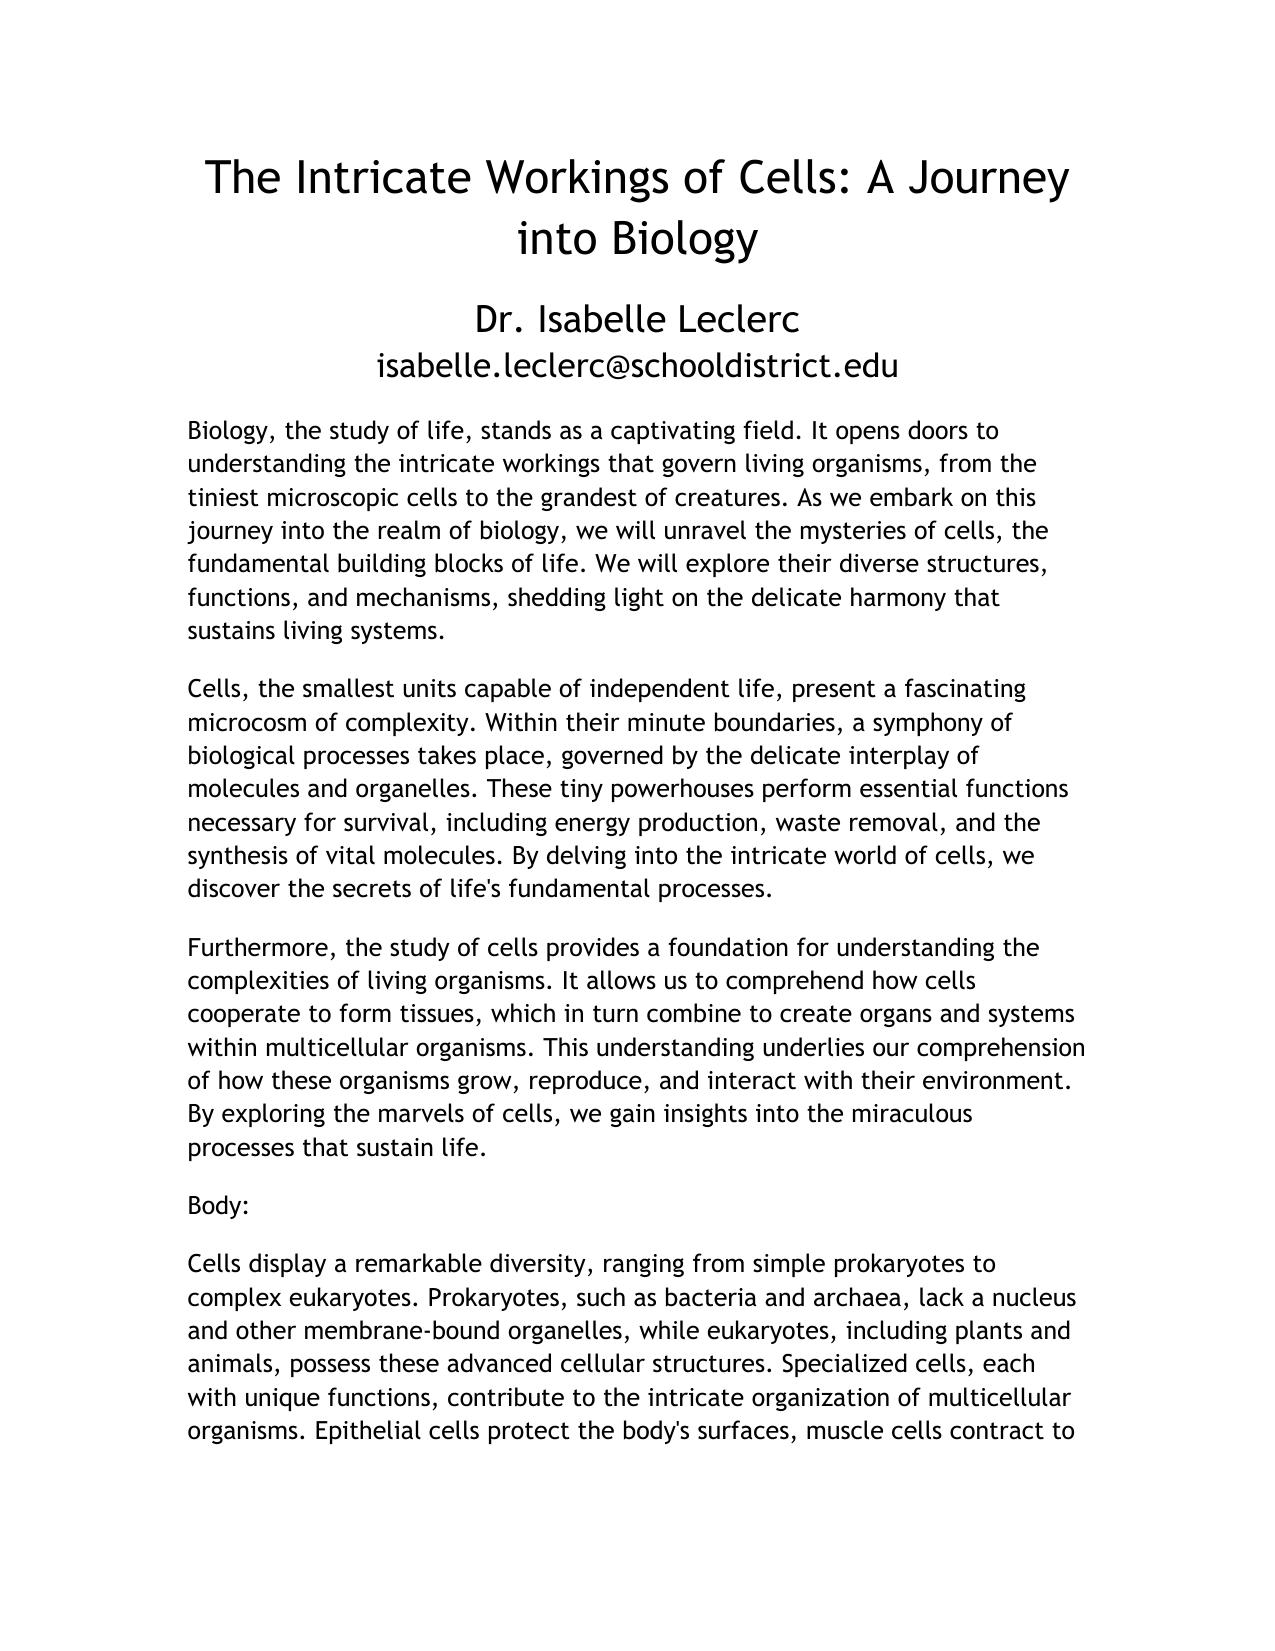 The Intricate Workings of Cells: A Journey
into Biology
Dr. Isabelle Leclerc
isabelle.leclerc@schooldistrict.edu
Biology, the study of life, stands as a captivating field. It opens doors to
understanding the intricate workings that govern living organisms, from the
tiniest microscopic cells to the grandest of creatures. As we embark on this
journey into the realm of biology, we will unravel the mysteries of cells, the
fundamental building blocks of life. We will explore their diverse structures,
functions, and mechanisms, shedding light on the delicate harmony that
sustains living systems.
Cells, the smallest units capable of independent life, present a fascinating
microcosm of complexity. Within their minute boundaries, a symphony of
biological processes takes place, governed by the delicate interplay of
molecules and organelles. These tiny powerhouses perform essential functions
necessary for survival, including energy production, waste removal, and the
synthesis of vital molecules. By delving into the intricate world of cells, we
discover the secrets of life's fundamental processes.
Furthermore, the study of cells provides a foundation for understanding the
complexities of living organisms. It allows us to comprehend how cells
cooperate to form tissues, which in turn combine to create organs and systems
within multicellular organisms. This understanding underlies our comprehension
of how these organisms grow, reproduce, and interact with their environment.
By exploring the marvels of cells, we gain insights into the miraculous
processes that sustain life.
Body:
Cells display a remarkable diversity, ranging from simple prokaryotes to
complex eukaryotes. Prokaryotes, such as bacteria and archaea, lack a nucleus
and other membrane-bound organelles, while eukaryotes, including plants and
animals, possess these advanced cellular structures. Specialized cells, each
with unique functions, contribute to the intricate organization of multicellular
organisms. Epithelial cells protect the body's surfaces, muscle cells contract to